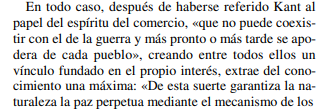 En todo caso, después de haberse referido Kant al
papel del espíritu del comercio, «que no puede coexis-
tir con el de la guerra y más pronto o más tarde se apo-
dera de cada pueblo», creando entre todos ellos un
vínculo fundado en el propio interés, extrae del cono-
cimiento una máxima: «De esta suerte garantiza la na-
turaleza la paz perpetua mediante el mecanismo de los